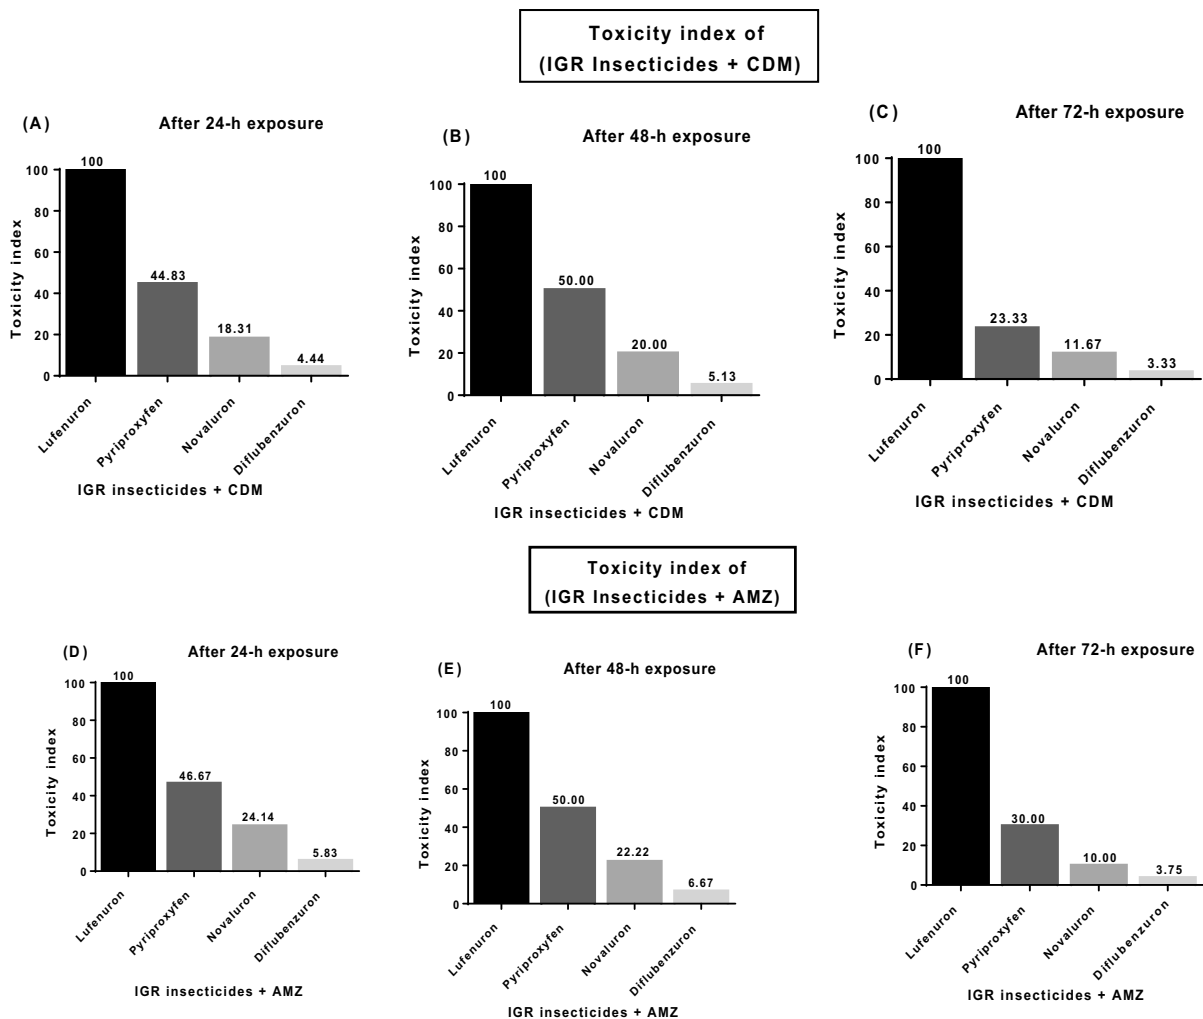 Toxicity index of
(IGR Insecticides + CDM)
(A)
After 24-h exposure
Toxicity index
100
80
60
40
20
0
100
44.83
18.31
4.44
Lufenuron
Pyriproxyfen
Novaluron
Diflubenzuron
IGR insecticides + CDM
(B)
After 48-h exposure
Toxicity index
100
80
60
40
20
0
100
50.00
20.00
5.13
Lufenuron
Pyriproxyfen
Novaluron
Diflubenzuron
IGR insecticides + CDM
(C)
After 72-h exposure
Toxicity index
100
80
60
40
20
0
100
23.33
11.67
3.33
Lufenuron
Pyriproxyfen
Novaluron
Diflubenzuron
IGR insecticides + CDM
Toxicity index of
(IGR Insecticides + AMZ)
(D)
After 24-h exposure
Toxicity index
100
80
60
40
20
0
100
46.67
24.14
5.83
Lufenuron
Pyriproxyfen
Novaluron
Diflubenzuron
IGR insecticides + AMZ
(E)
After 48-h exposure
Toxicity index
100
80
60
40
20
0
100
50.00
22.22
6.67
Lufenuron
Pyriproxyfen
Novaluron
Diflubenzuron
IGR insecticides + AMZ
(F)
After 72-h exposure
Toxicity index
100
80
60
40
20
0
100
30.00
10.00
3.75
Lufenuron
Pyriproxyfen
Novaluron
Diflubenzuron
IGR insecticides + AMZ